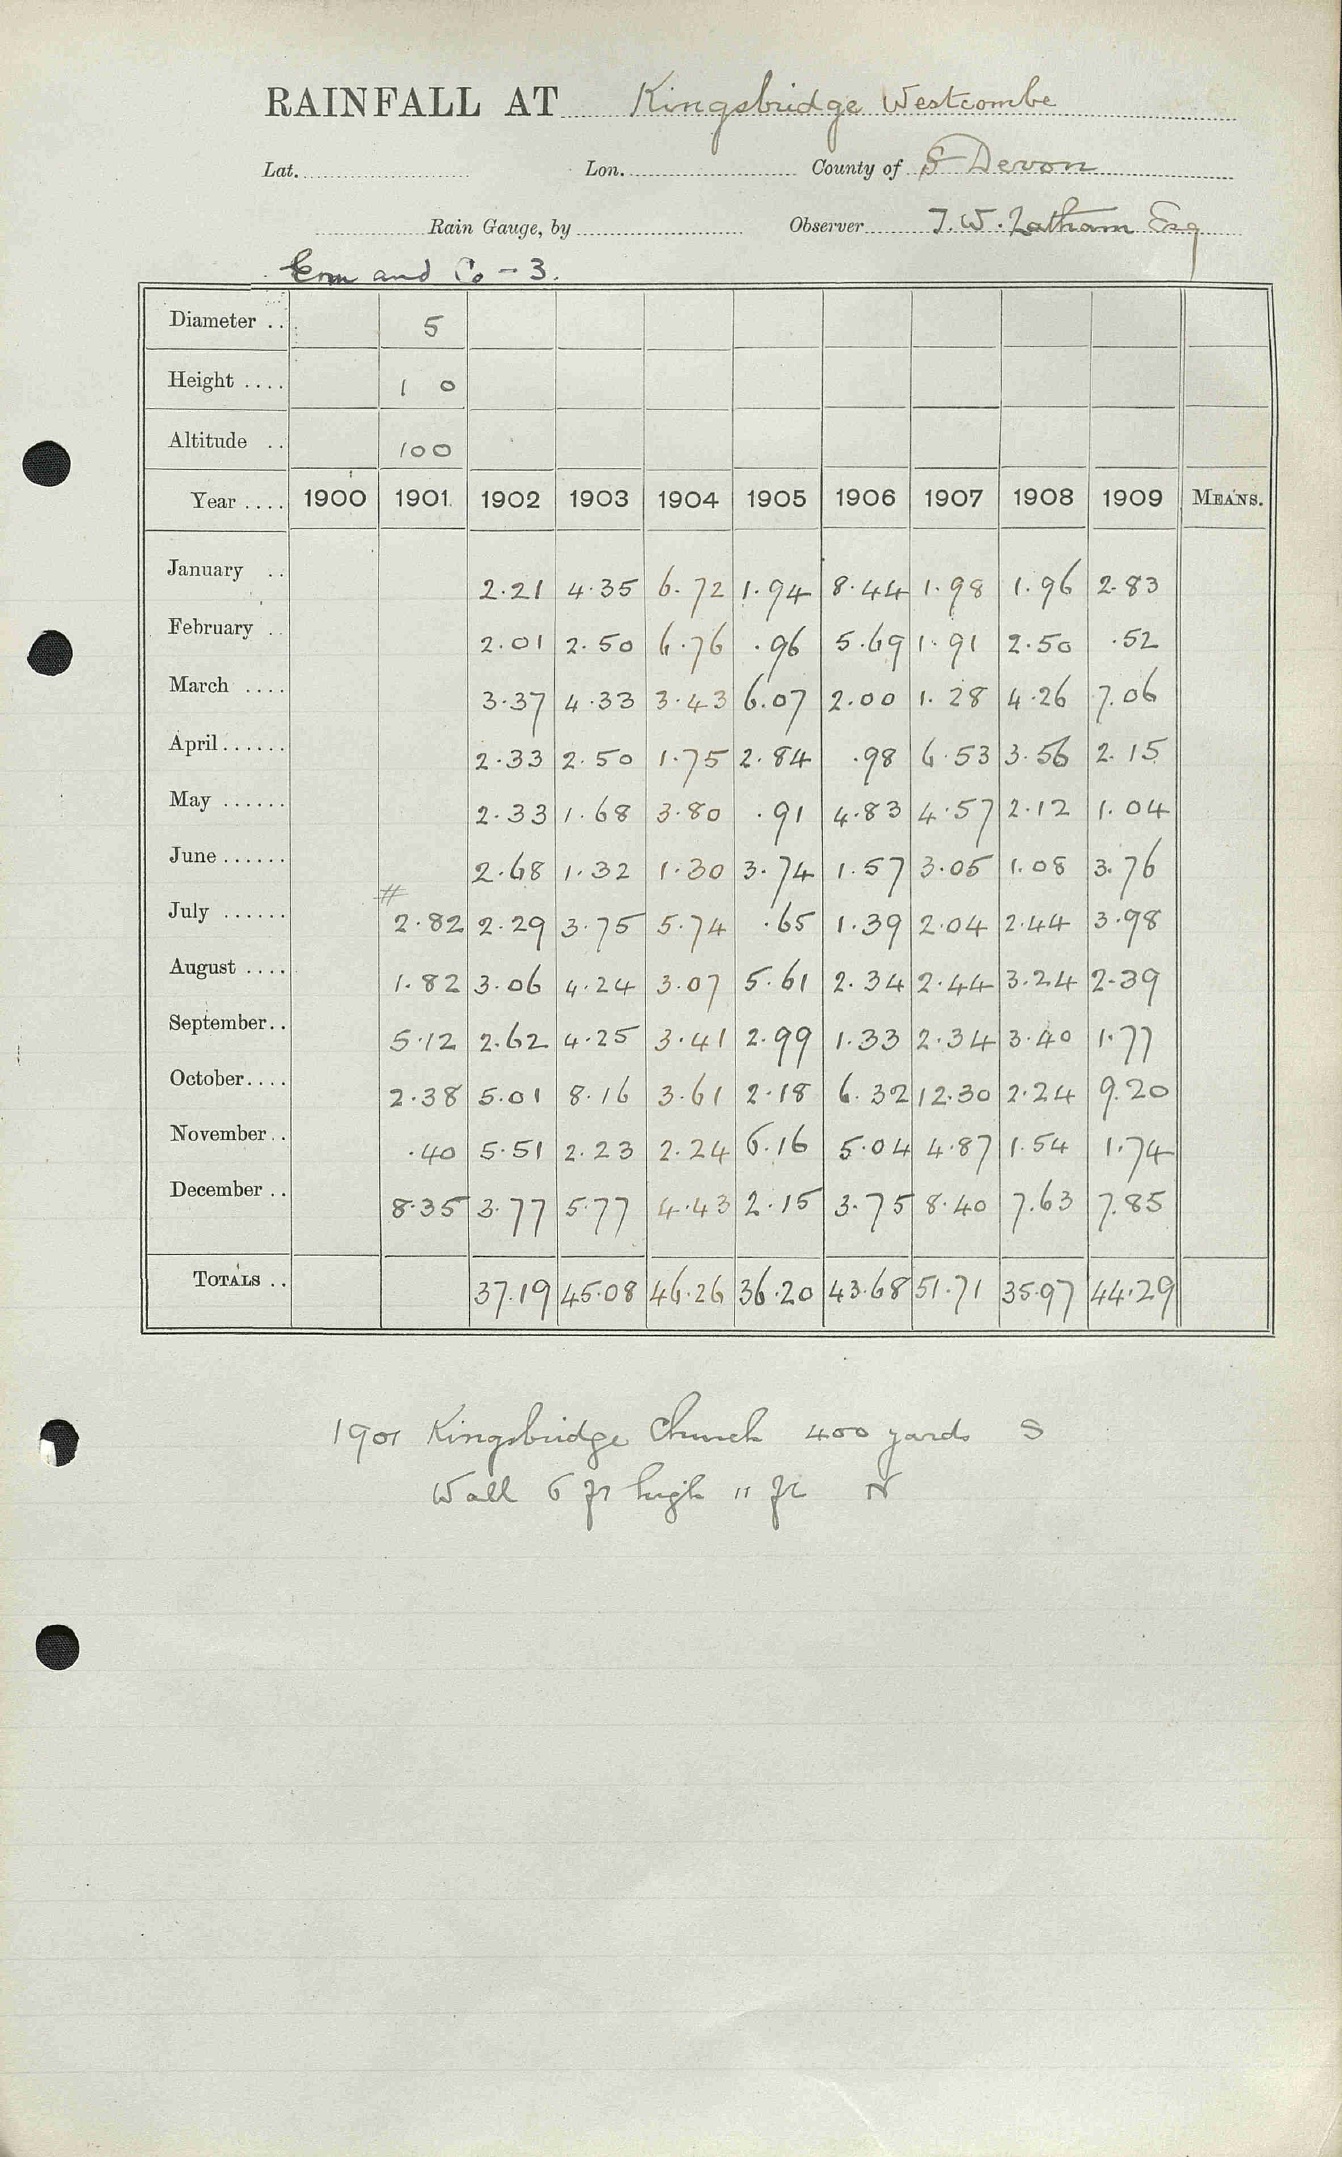 RAINFALL AT Kingsbridge Westcombe
Lat. Lon. County of S Devon
Rain Gauge, by Observer T. W. Latham Esq
and Co - 3.
Diameter .. 5
Height .... 1 0
Altitude .. 100
Year .... 1900 1901 1902 1903 1904 1905 1906 1907 1908 1909 MEANS.
January .. 2.21 4.35 6.72 1.94 8.44 1.98 1.96 2.83
February .. 2.01 2.50 6.76 .96 5.69 1.91 2.50 .52
March .... 3.37 4.33 3.43 6.07 2.00 1.28 4.26 7.06
April ...... 2.33 2.50 1.75 2.84 .98 6.53 3.56 2.15
May ...... 2.33 1.68 3.80 .91 4.83 4.57 2.12 1.04
June ...... 2.68 1.32 1.30 3.74 1.57 3.05 1.08 3.76
#
July ...... 2.82 2.29 3.75 5.74 .65 1.39 2.04 2.44 3.98
August .... 1.82 3.06 4.24 3.07 5.61 2.34 2.44 3.24 2.39
September .. 5.12 2.62 4.25 3.41 2.99 1.33 2.34 3.40 1.77
October .... 2.38 5.01 8.16 3.61 2.18 6.32 12.30 2.24 9.20
November .. .40 5.51 2.23 2.24 6.16 5.04 4.87 1.54 1.74
December .. 8.35 3.77 5.77 4.43 2.15 3.75 8.40 7.63 7.85
TOTALS .. 37.19 45.08 46.26 36.20 43.68 51.71 35.97 44.29
1901 Kingsbridge Church 400 yards S
Wall 6 ft high 11 ft N